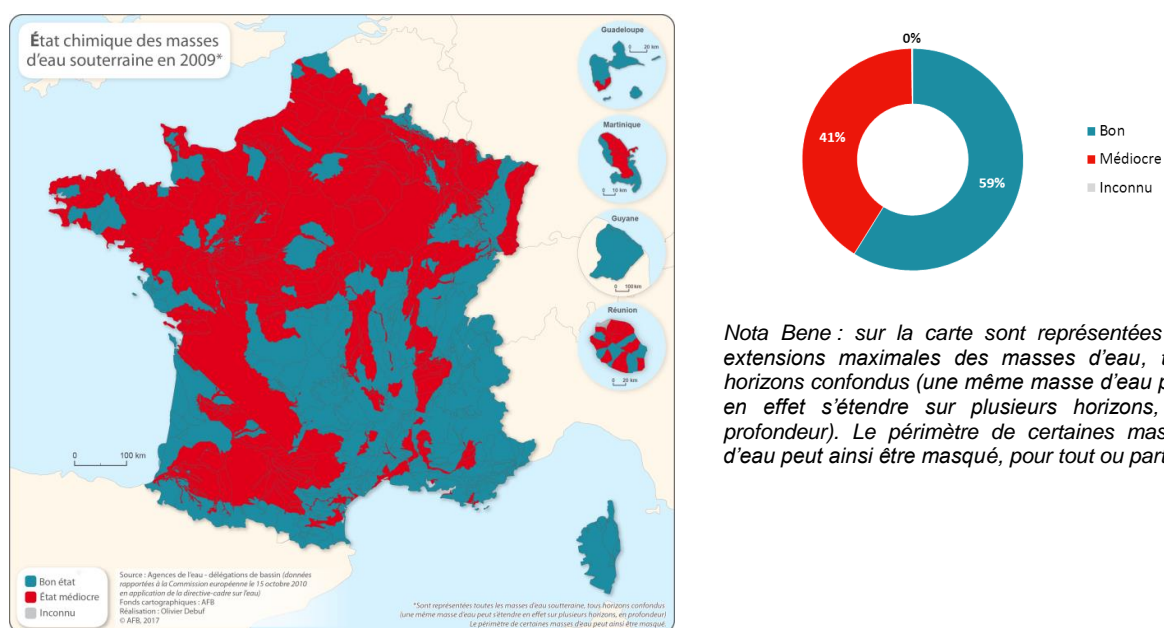 État chimique des masses
d'eau souterraine en 2009*
Guadeloupe
0 20 km
Martinique
0 10 km
Guyane
0 100 km
Réunion
0 20 km
0 100 km
Bon état
État médiocre
Inconnu
Source : Agences de l'eau - délégations de bassin (données
rapportées à la Commission européenne le 15 octobre 2010
en application de la directive-cadre sur l'eau)
Fonds cartographiques : AFB
Réalisation : Olivier Debuf
© AFB, 2017
*Sont représentées toutes les masses d'eau souterraine, tous horizons confondus
(une même masse d'eau peut s'étendre en effet sur plusieurs horizons, en profondeur)
Le périmètre de certaines masses d'eau peut ainsi être masqué.
0%
41%
59%
Bon
Médiocre
Inconnu
Nota Bene : sur la carte sont représentées
extensions maximales des masses d'eau, t
horizons confondus (une même masse d'eau p
en effet s'étendre sur plusieurs horizons,
profondeur). Le périmètre de certaines mas
d'eau peut ainsi être masqué, pour tout ou part